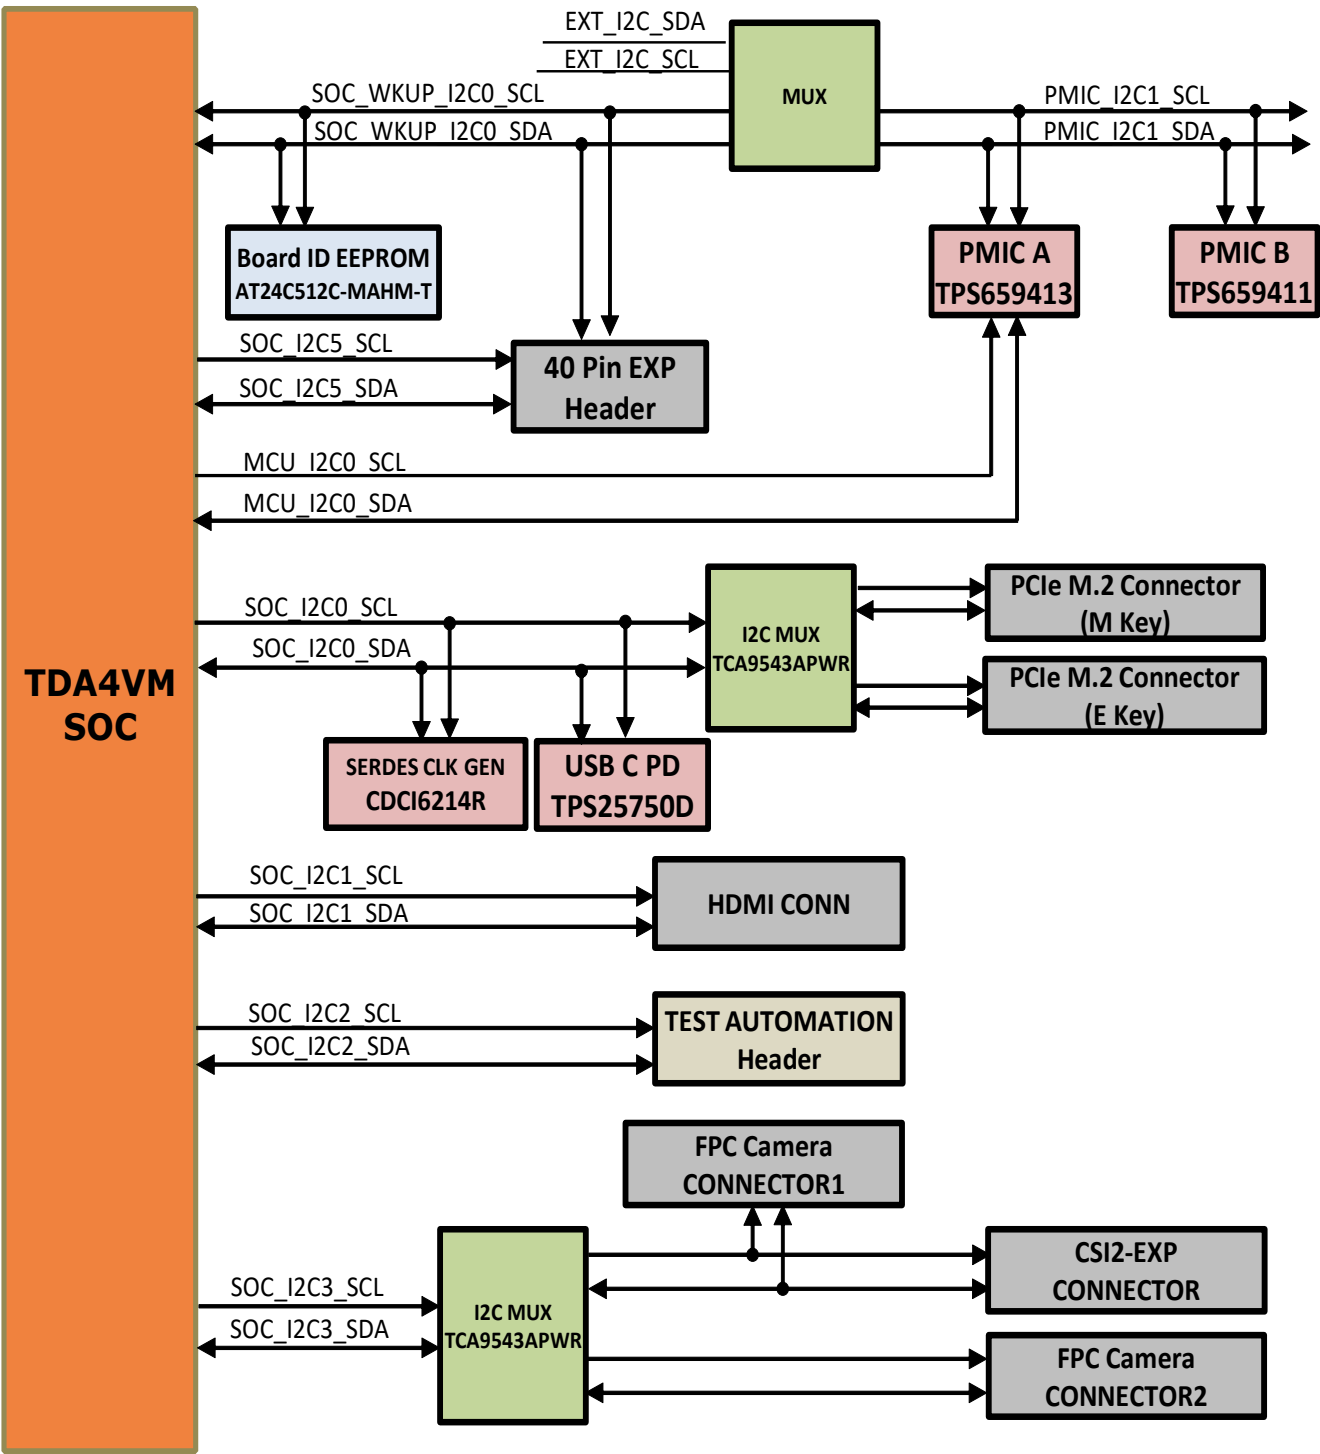 EXT_I2C_SDA
EXT_I2C_SCL
SOC_WKUP_I2C0_SCL
SOC_WKUP_I2C0_SDA
MUX
PMIC_I2C1_SCL
PMIC_I2C1_SDA
Board ID EEPROM
AT24C512C-MAHM-T
PMIC A
TPS659413
PMIC B
TPS659411
SOC_I2C5_SCL
SOC_I2C5_SDA
40 Pin EXP
Header
MCU_I2C0_SCL
MCU_I2C0_SDA
TDA4VM
SOC
SOC_I2C0_SCL
SOC_I2C0_SDA
I2C MUX
TCA9543APWR
PCIe M.2 Connector
(M Key)
PCIe M.2 Connector
(E Key)
SERDES CLK GEN
CDCI6214R
USB C PD
TPS25750D
SOC_I2C1_SCL
SOC_I2C1_SDA
HDMI CONN
SOC_I2C2_SCL
SOC_I2C2_SDA
TEST AUTOMATION
Header
FPC Camera
CONNECTOR1
SOC_I2C3_SCL
SOC_I2C3_SDA
I2C MUX
TCA9543APWR
CSI2-EXP
CONNECTOR
FPC Camera
CONNECTOR2